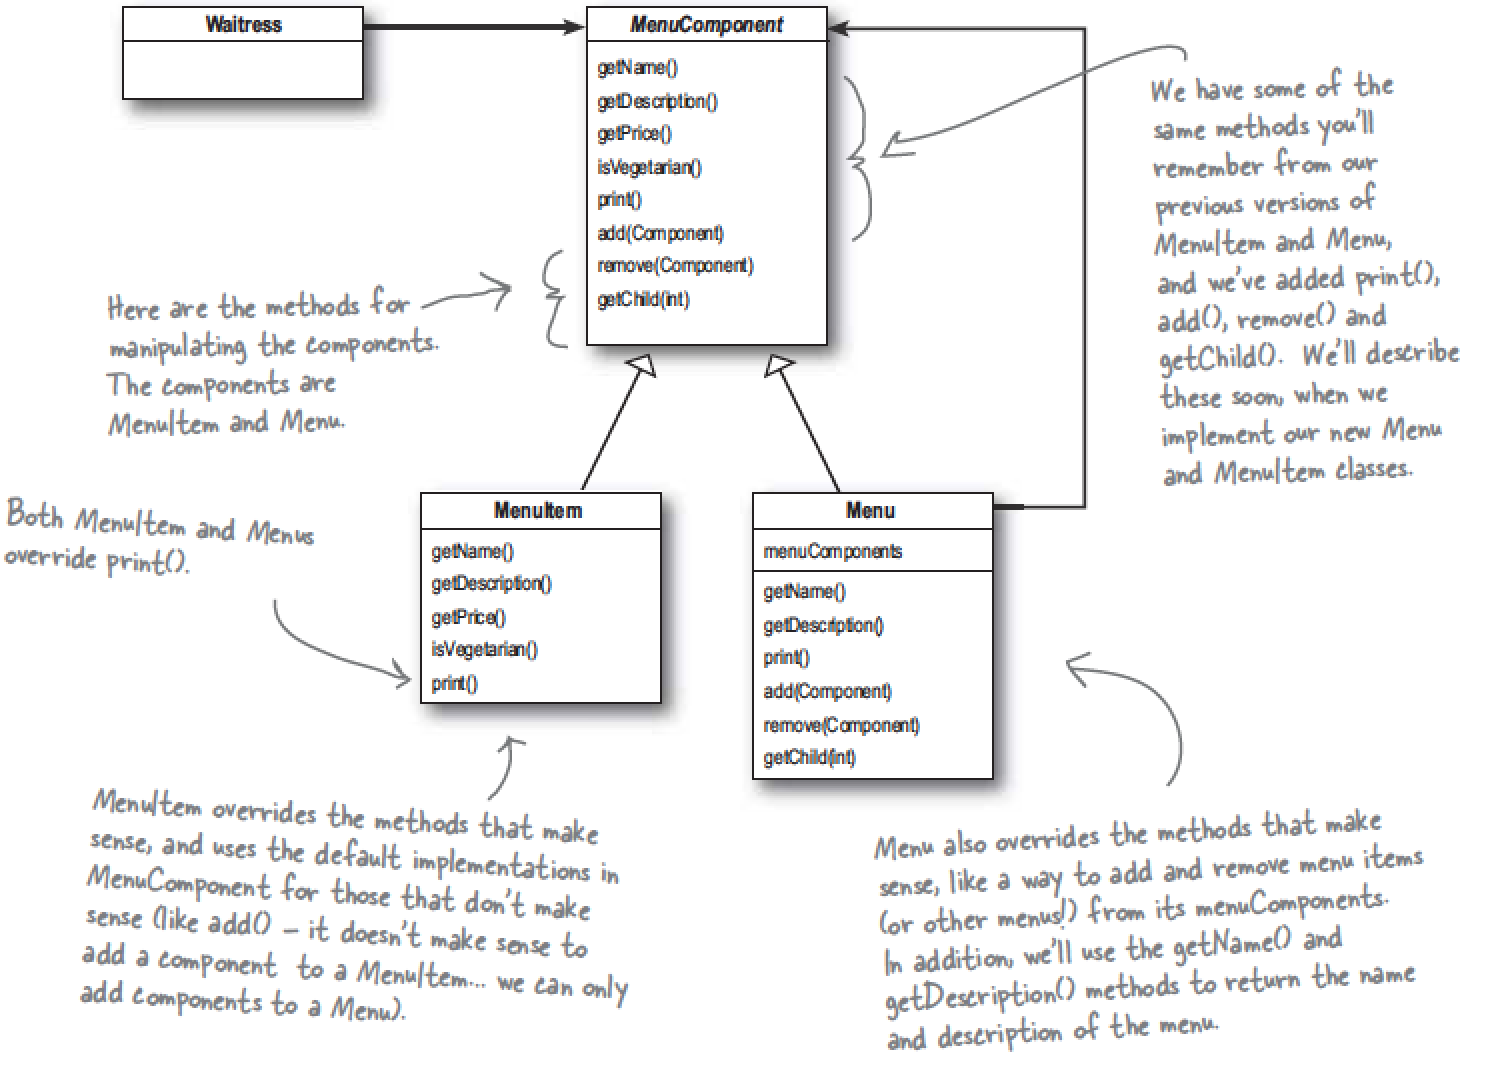 Waitress
MenuComponent
getName()
getDescription()
getPrice()
isVegetarian()
print()
add(Component)
remove(Component)
getChild(int)
We have some of the
same methods you'll
remember from our
previous versions of
MenuItem and Menu,
and we've added print(),
add(), remove() and
getChild(). We'll describe
these soon, when we
implement our new Menu
and MenuItem classes.
Here are the methods for
manipulating the components.
The components are
MenuItem and Menu.
Both MenuItem and Menus
override print().
MenuItem
getName()
getDescription()
getPrice()
isVegetarian()
print()
Menu
menuComponents
getName()
getDescription()
print()
add(Component)
remove(Component)
getChild(int)
MenuItem overrides the methods that make
sense, and uses the default implementations in
MenuComponent for those that don't make
sense (like add() – it doesn't make sense to
add a component to a MenuItem... we can only
add components to a Menu).
Menu also overrides the methods that make
sense, like a way to add and remove menu items
(or other menus!) from its menuComponents.
In addition, we'll use the getName() and
getDescription() methods to return the name
and description of the menu.